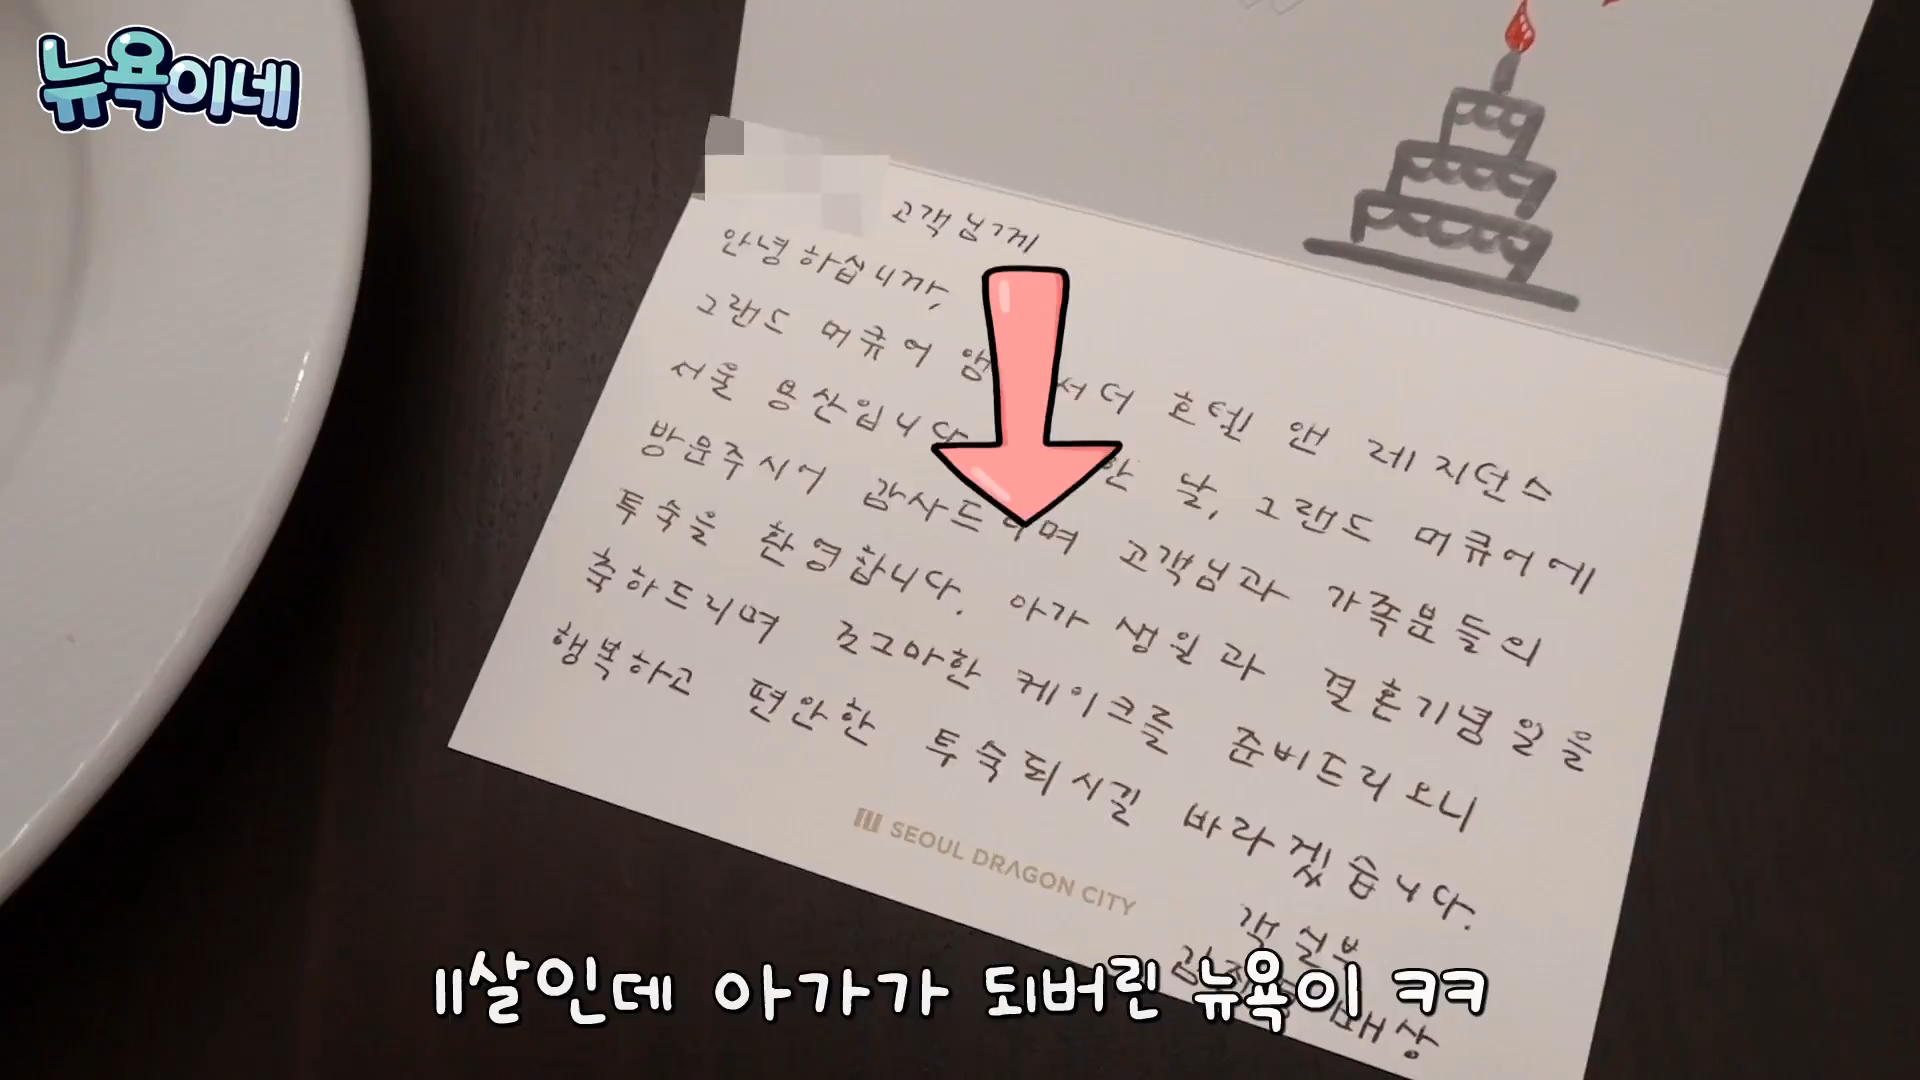 뉴욕이네
고객님께
안녕하십니까,
그랜드 머큐어 앰 서더 호텔 앤 레지던스
서울 용산입니다 한 날, 그랜드 머큐어에
방문주시어 감사드리며 고객님과 가족분들의
투숙을 환영합니다. 아가 생일과 결혼기념일을
축하드리며 조그마한 케이크를 준비드리오니
행복하고 편안한 투숙되시길 바라겠습니다.
SEOUL DRAGON CITY
객실부
배상
11살인데 아가가 되버린 뉴욕이 ㅋㅋ